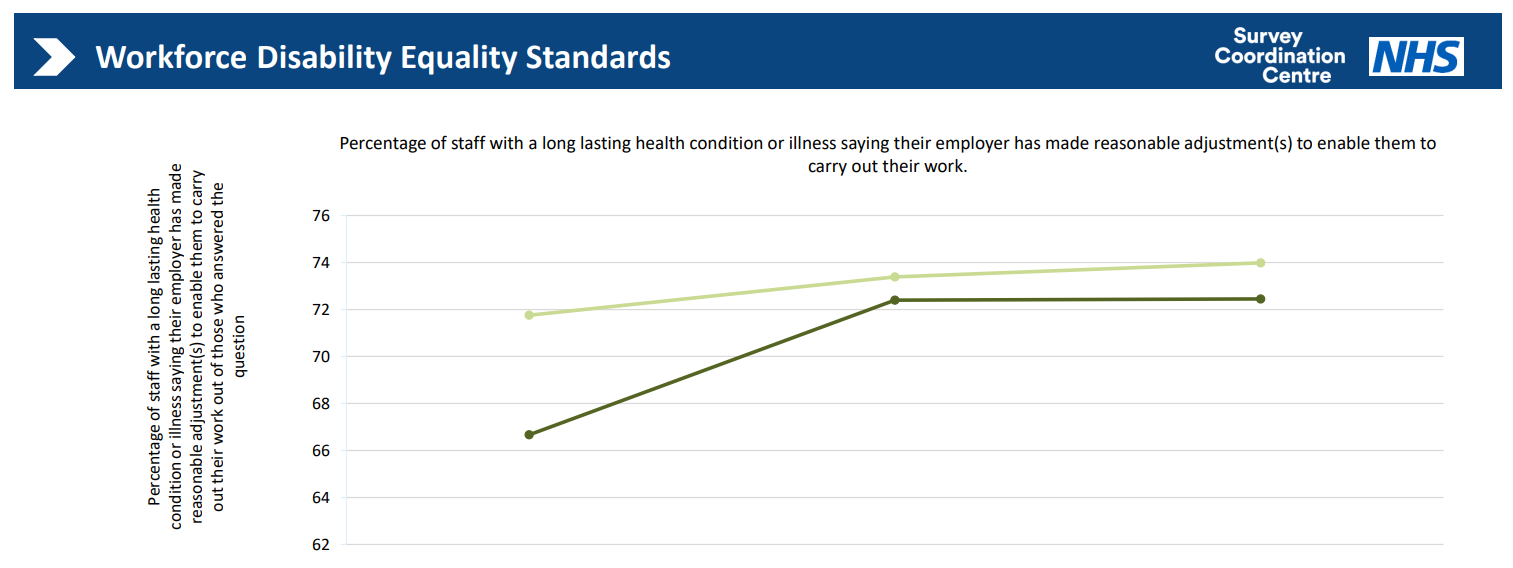 Workforce Disability Equality Standards
Survey
Coordination
Centre
NHS
Percentage of staff with a long lasting health condition or illness saying their employer has made reasonable adjustment(s) to enable them to
carry out their work.
Percentage of staff with a long lasting health
condition or illness saying their employer has made
reasonable adjustment(s) to enable them to carry
out their work out of those who answered the
question
76
74
72
70
68
66
64
62